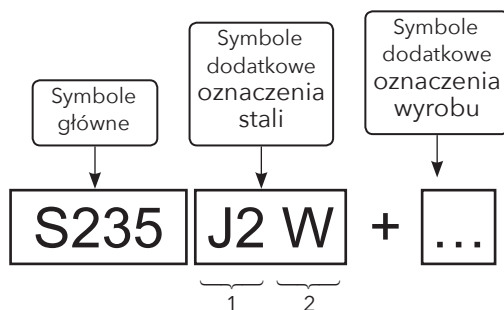 Symbole
główne
Symbole
dodatkowe
oznaczenia
stali
Symbole
dodatkowe
oznaczenia
wyrobu
S235 J2 W + ...
1 2